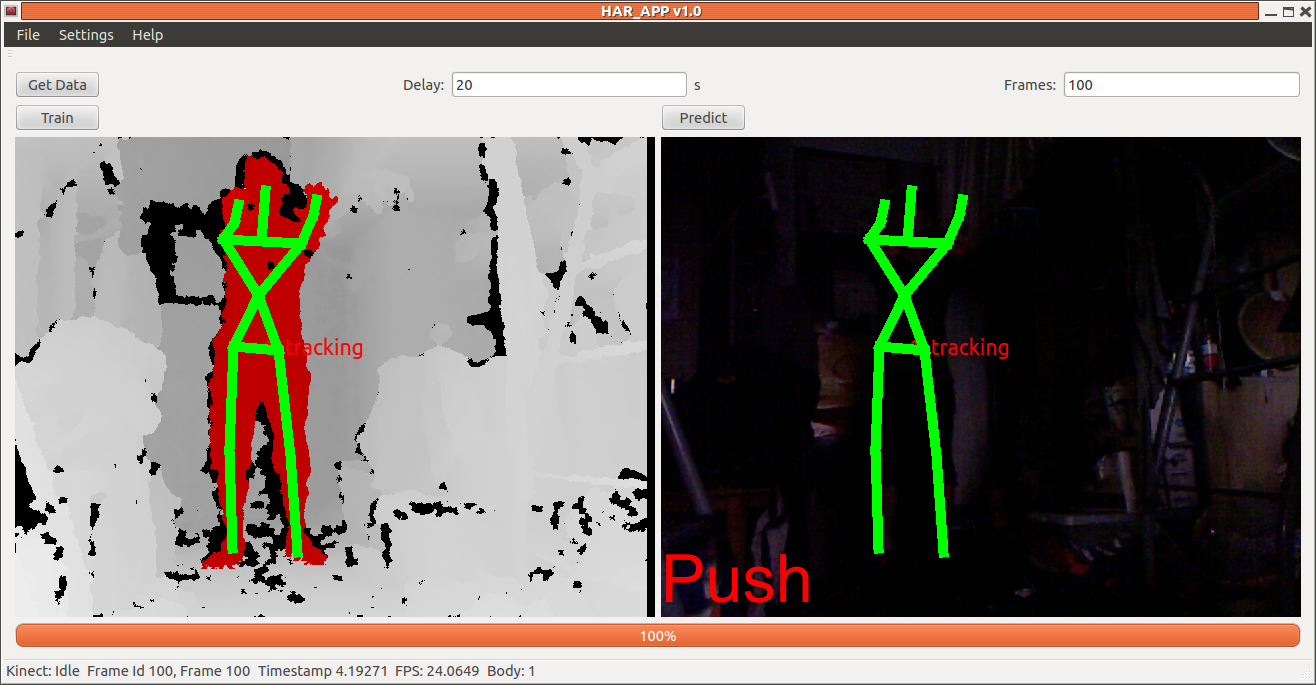 HAR_APP v1.0
File Settings Help
Get Data Delay: 20 s Frames: 100
Train Predict
tracking tracking
Push
100%
Kinect: Idle Frame Id 100, Frame 100 Timestamp 4.19271 FPS: 24.0649 Body: 1